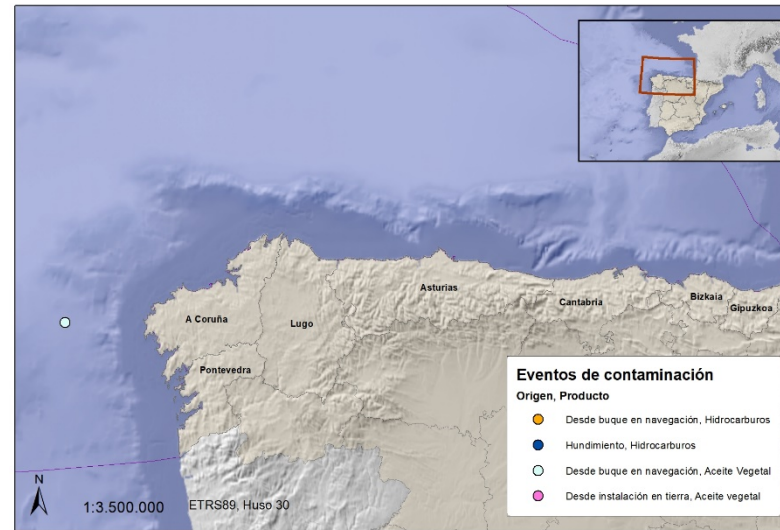 A Coruña
Lugo
Asturias
Cantabria
Bizkaia
Gipuzkoa
Pontevedra
Eventos de contaminación
Origen, Producto
Desde buque en navegación, Hidrocarburos
Hundimiento, Hidrocarburos
Desde buque en navegación, Aceite Vegetal
Desde instalación en tierra, Aceite vegetal
N
1:3.500.000
ETRS89, Huso 30